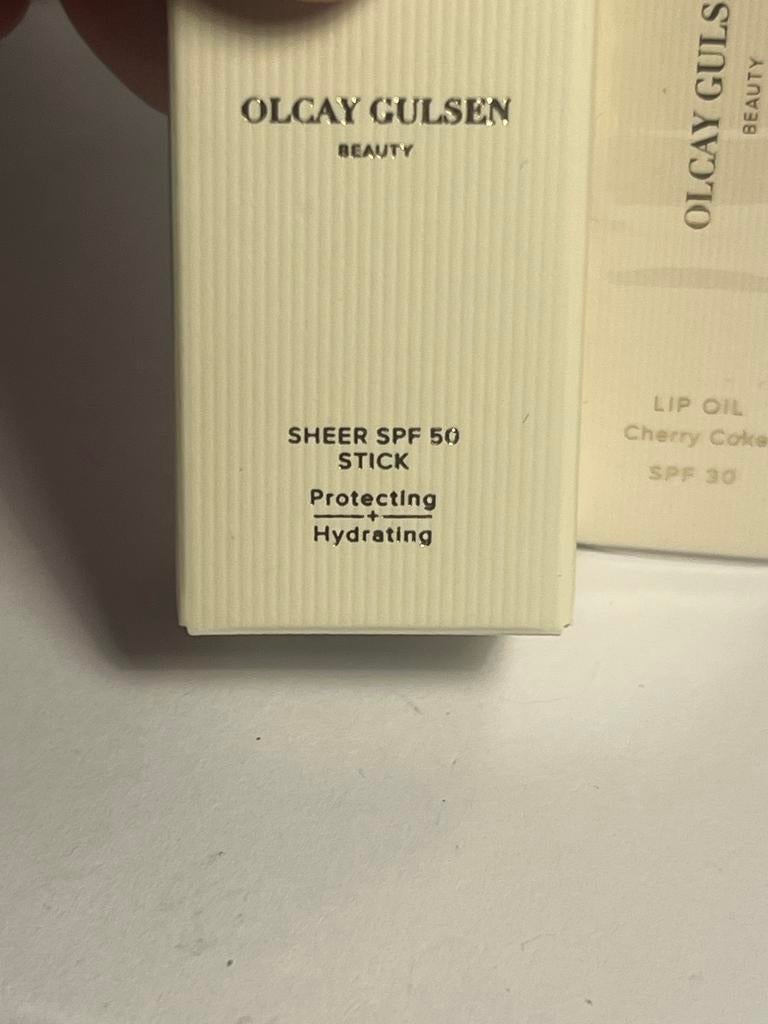 OLCAY GULSEN
BEAUTY
SHEER SPF 50
STICK
Protecting
+
Hydrating
OLCAY GULS
BEAUTY
LIP OIL
Cherry Coke
SPF 30